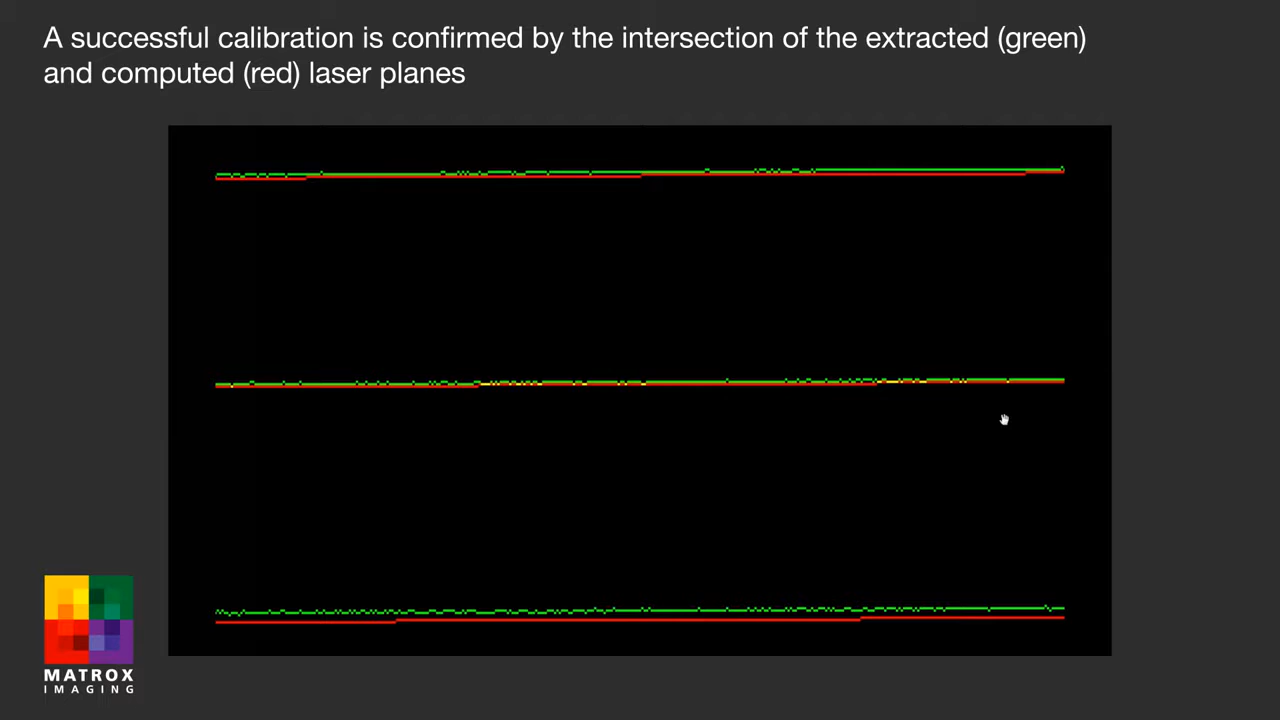 A successful calibration is confirmed by the intersection of the extracted (green)
and computed (red) laser planes
MATROX
IMAGING